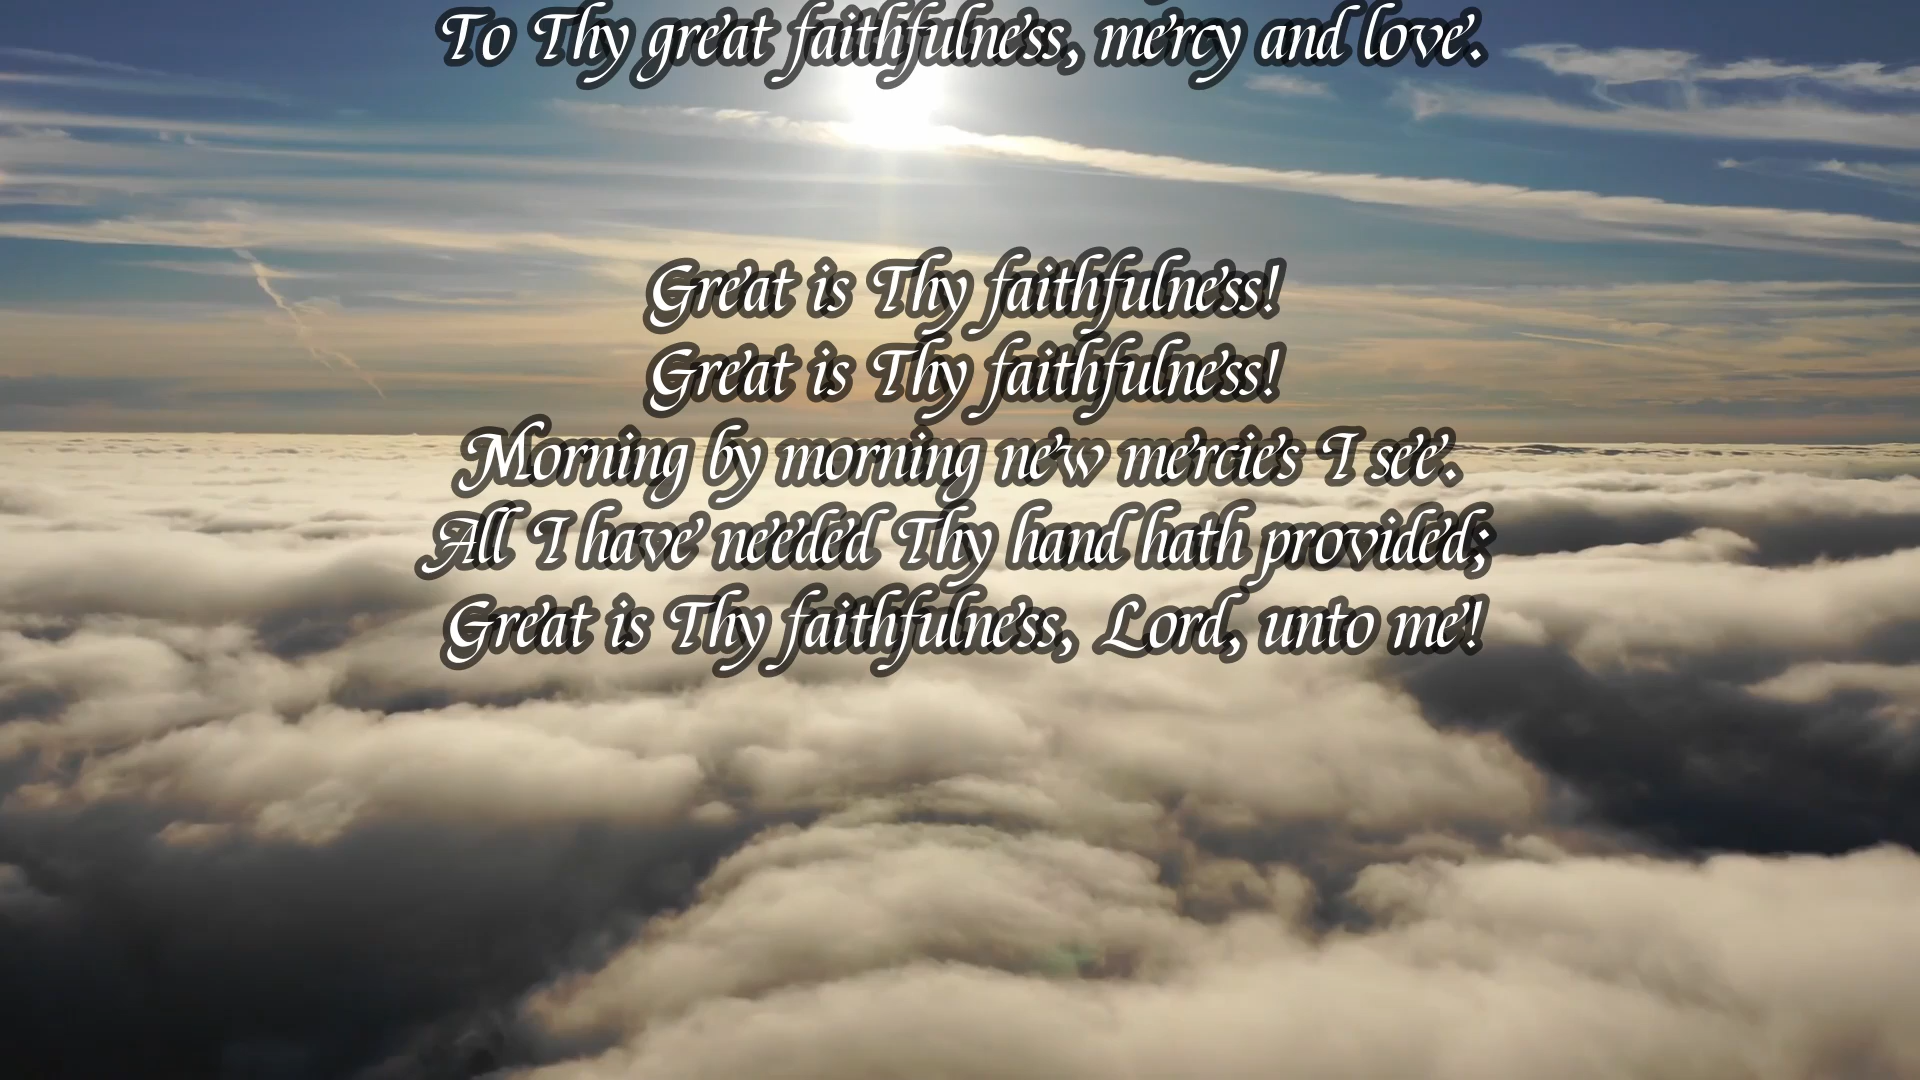 To Thy great faithfulness, mercy and love.
Great is Thy faithfulness!
Great is Thy faithfulness!
Morning by morning new mercies I see.
All I have needed Thy hand hath provided;
Great is Thy faithfulness, Lord, unto me!